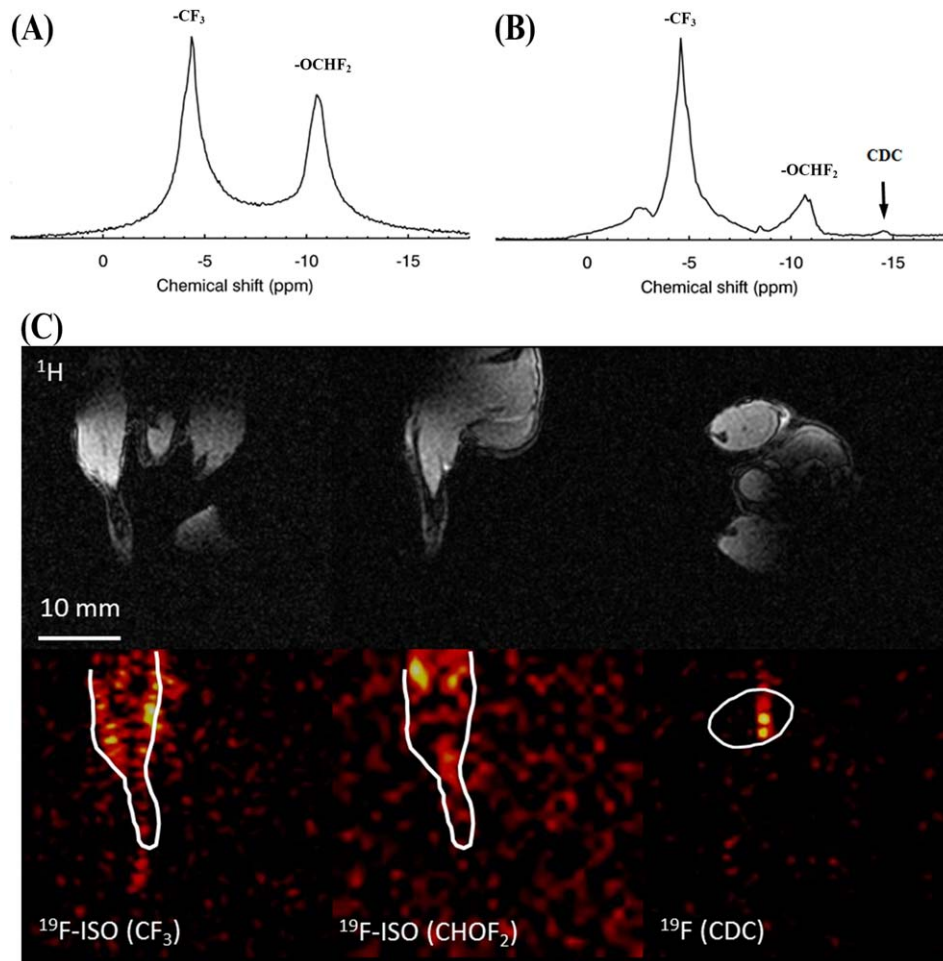 (A)
-CF₃
-OCHF₂
0 -5 -10 -15
Chemical shift (ppm)
(B)
-CF₃
-OCHF₂
CDC
0 -5 -10 -15
Chemical shift (ppm)
(C)
¹H
10 mm
¹⁹F-ISO (CF₃)
¹⁹F-ISO (CHOF₂)
¹⁹F (CDC)